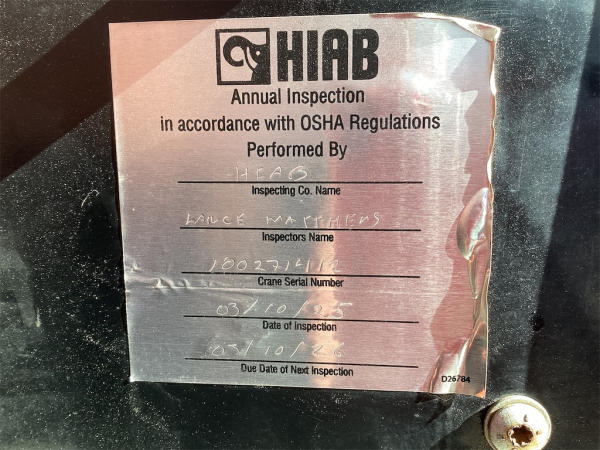 HIAB
Annual Inspection
in accordance with OSHA Regulations
Performed By
HIAB
Inspecting Co. Name
LANCE MATTHEWS
Inspectors Name
Crane Serial Number
03/10/25
Date of Inspection
03/10/26
Due Date of Next Inspection
D26784